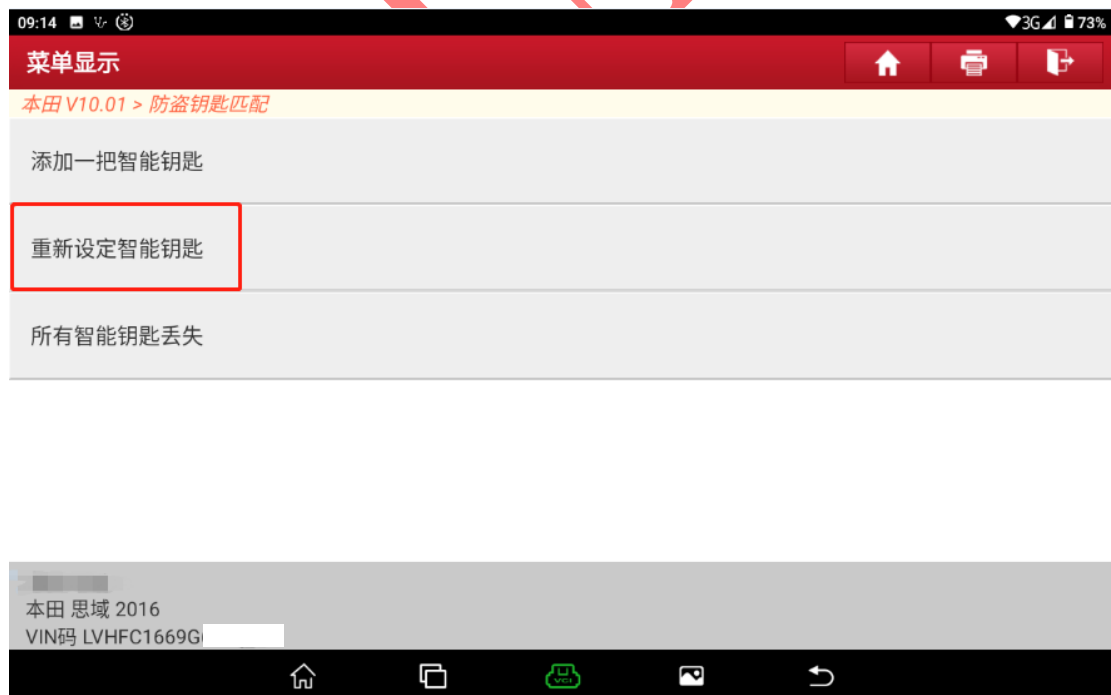 09:14
3G 73%
菜单显示
本田 V10.01 > 防盗钥匙匹配
添加一把智能钥匙
重新设定智能钥匙
所有智能钥匙丢失
本田 思域 2016
VIN码 LVHFC1669G
VCI